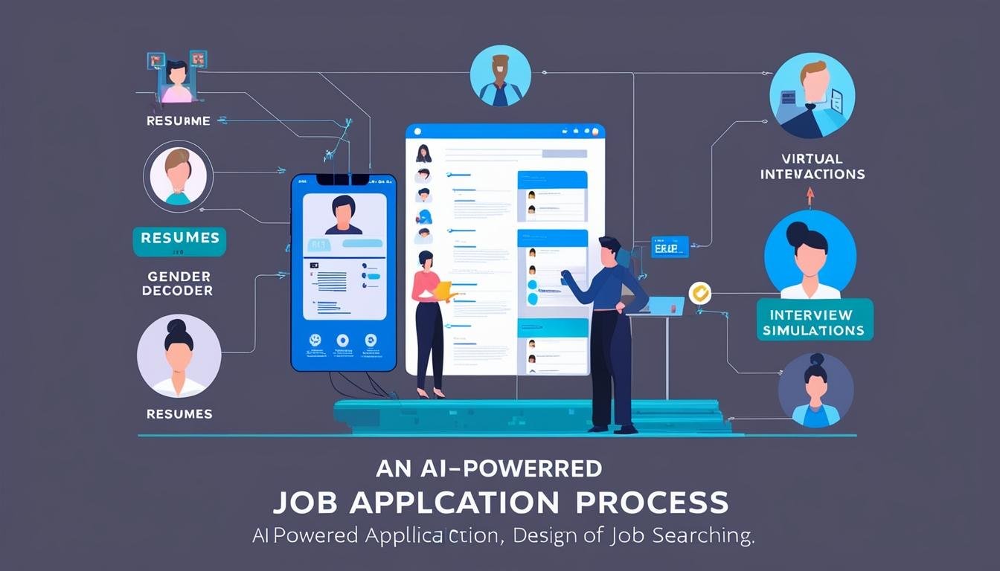 RESURME
RESUMES
GENDER
DECODER
RESUMES
VIRTUAL
INTEVACTIONS
INTERVIEW
SIMULATIONS
AN AI-POWERRED
JOB APPLCATION PROCESS
AI Powered Appllicaction, Design of Job Searching.